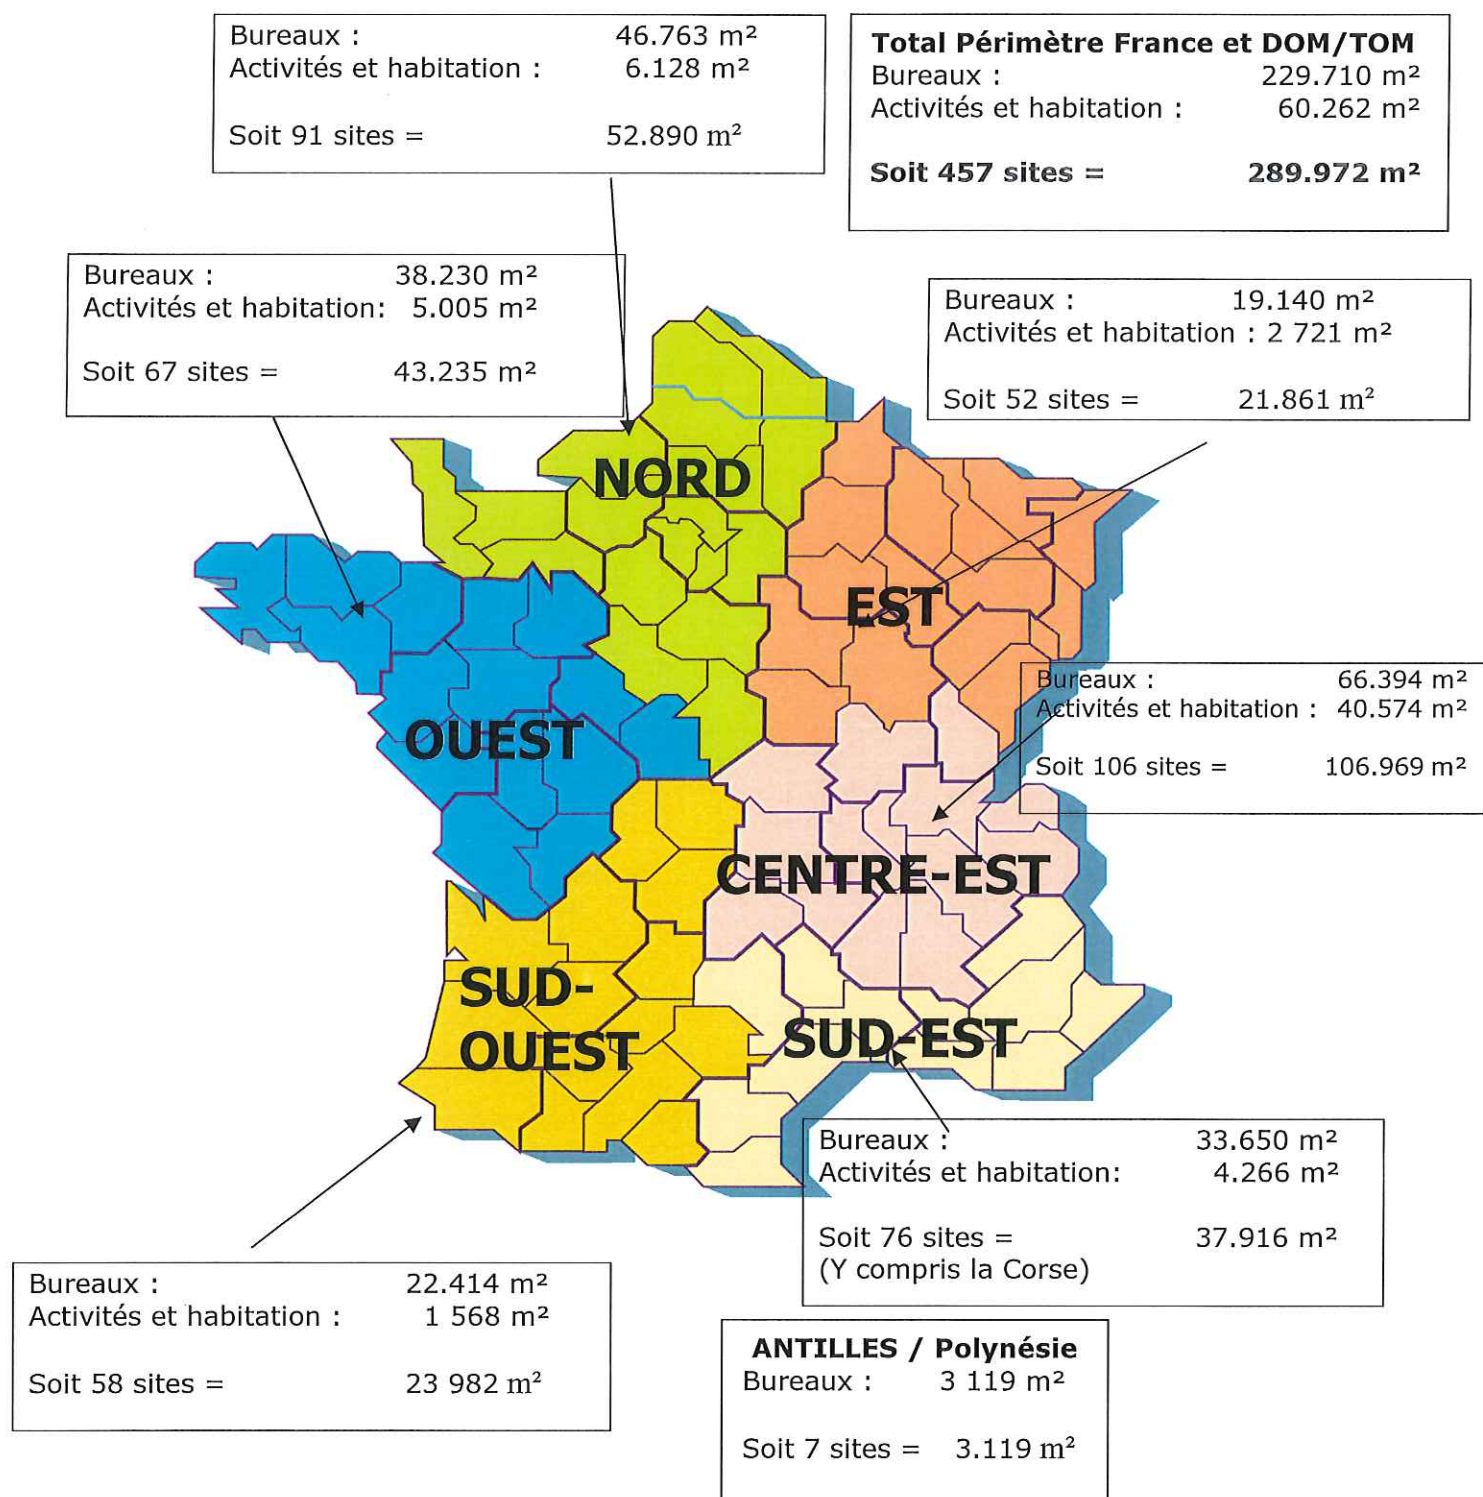 Bureaux : 46.763 m²
Activités et habitation : 6.128 m²
Soit 91 sites = 52.890 m²
Total Périmètre France et DOM/TOM
Bureaux : 229.710 m²
Activités et habitation : 60.262 m²
Soit 457 sites = 289.972 m²
Bureaux : 38.230 m²
Activités et habitation: 5.005 m²
Soit 67 sites = 43.235 m²
Bureaux : 19.140 m²
Activités et habitation : 2 721 m²
Soit 52 sites = 21.861 m²
NORD
EST
Bureaux : 66.394 m²
Activités et habitation : 40.574 m²
Soit 106 sites = 106.969 m²
OUEST
CENTRE-EST
SUD-
OUEST
SUD-EST
Bureaux : 33.650 m²
Activités et habitation: 4.266 m²
Soit 76 sites = 37.916 m²
(Y compris la Corse)
Bureaux : 22.414 m²
Activités et habitation : 1 568 m²
Soit 58 sites = 23 982 m²
ANTILLES / Polynésie
Bureaux : 3 119 m²
Soit 7 sites = 3.119 m²